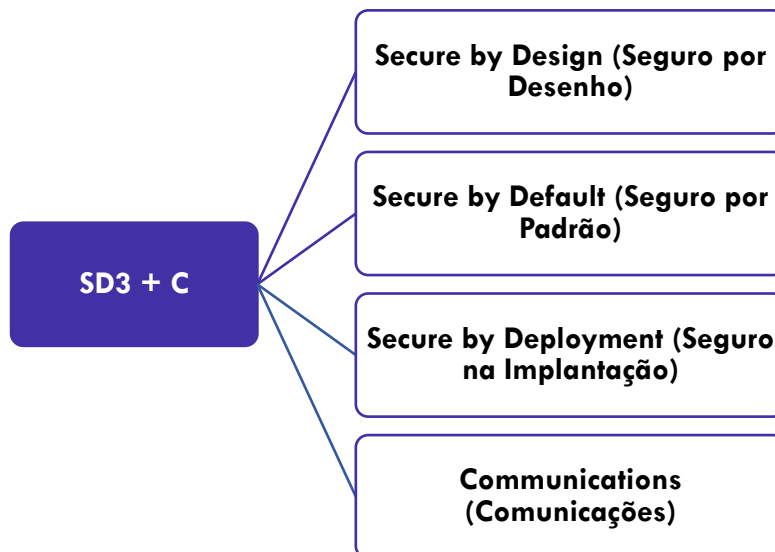 Secure by Design (Seguro por
Desenho)
Secure by Default (Seguro por
Padrão)
SD3 + C
Secure by Deployment (Seguro
na Implantação)
Communications
(Comunicações)